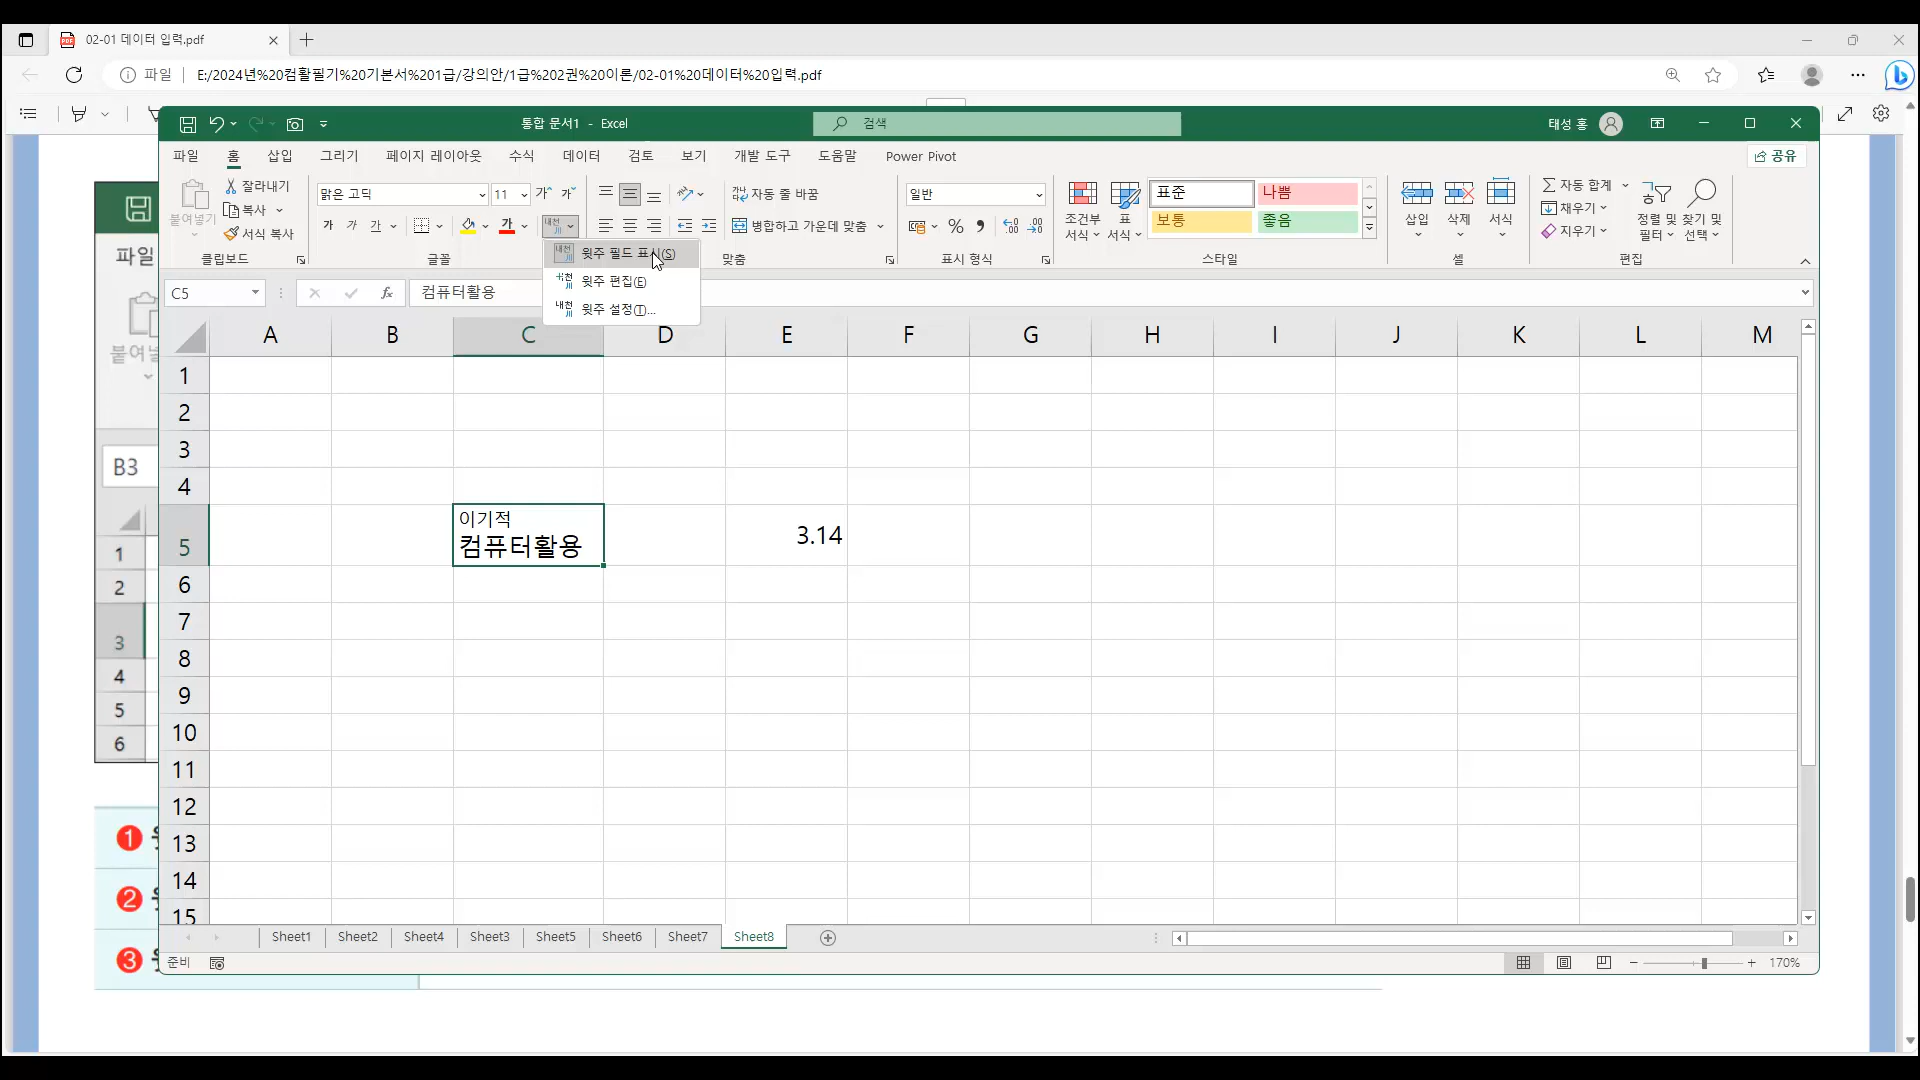 02-01 데이터 입력.pdf
파일 E:/2024년%20컴활필기%20기본서%201급/강의안/1급%202권%20이론/02-01%20데이터%20입력.pdf
통합 문서1 - Excel
검색
태성 홍
파일 홈 삽입 그리기 페이지 레이아웃 수식 데이터 검토 보기 개발 도구 도움말 Power Pivot
공유
붙여넣기
잘라내기
복사
서식 복사
클립보드
맑은 고딕 11 가 가
가 가 가 가 내천
글꼴
자동 줄 바꿈
병합하고 가운데 맞춤
맞춤
일반
%
표시 형식
조건부 서식
표 서식
표준 나쁨
보통 좋음
스타일
삽입 삭제 서식
셀
자동 합계
채우기
지우기
정렬 및 필터
찾기 및 선택
편집
윗주 필드 표시(S)
윗주 편집(E)
윗주 설정(T)...
C5 fx 컴퓨터활용
A B C D E F G H I J K L M
1
2
3
4
5
6
7
8
9
10
11
12
13
14
15
이기적
컴퓨터활용
3.14
Sheet1 Sheet2 Sheet4 Sheet3 Sheet5 Sheet6 Sheet7 Sheet8
준비
170%
파일
B3
1
2
3
4
5
6
1
2
3